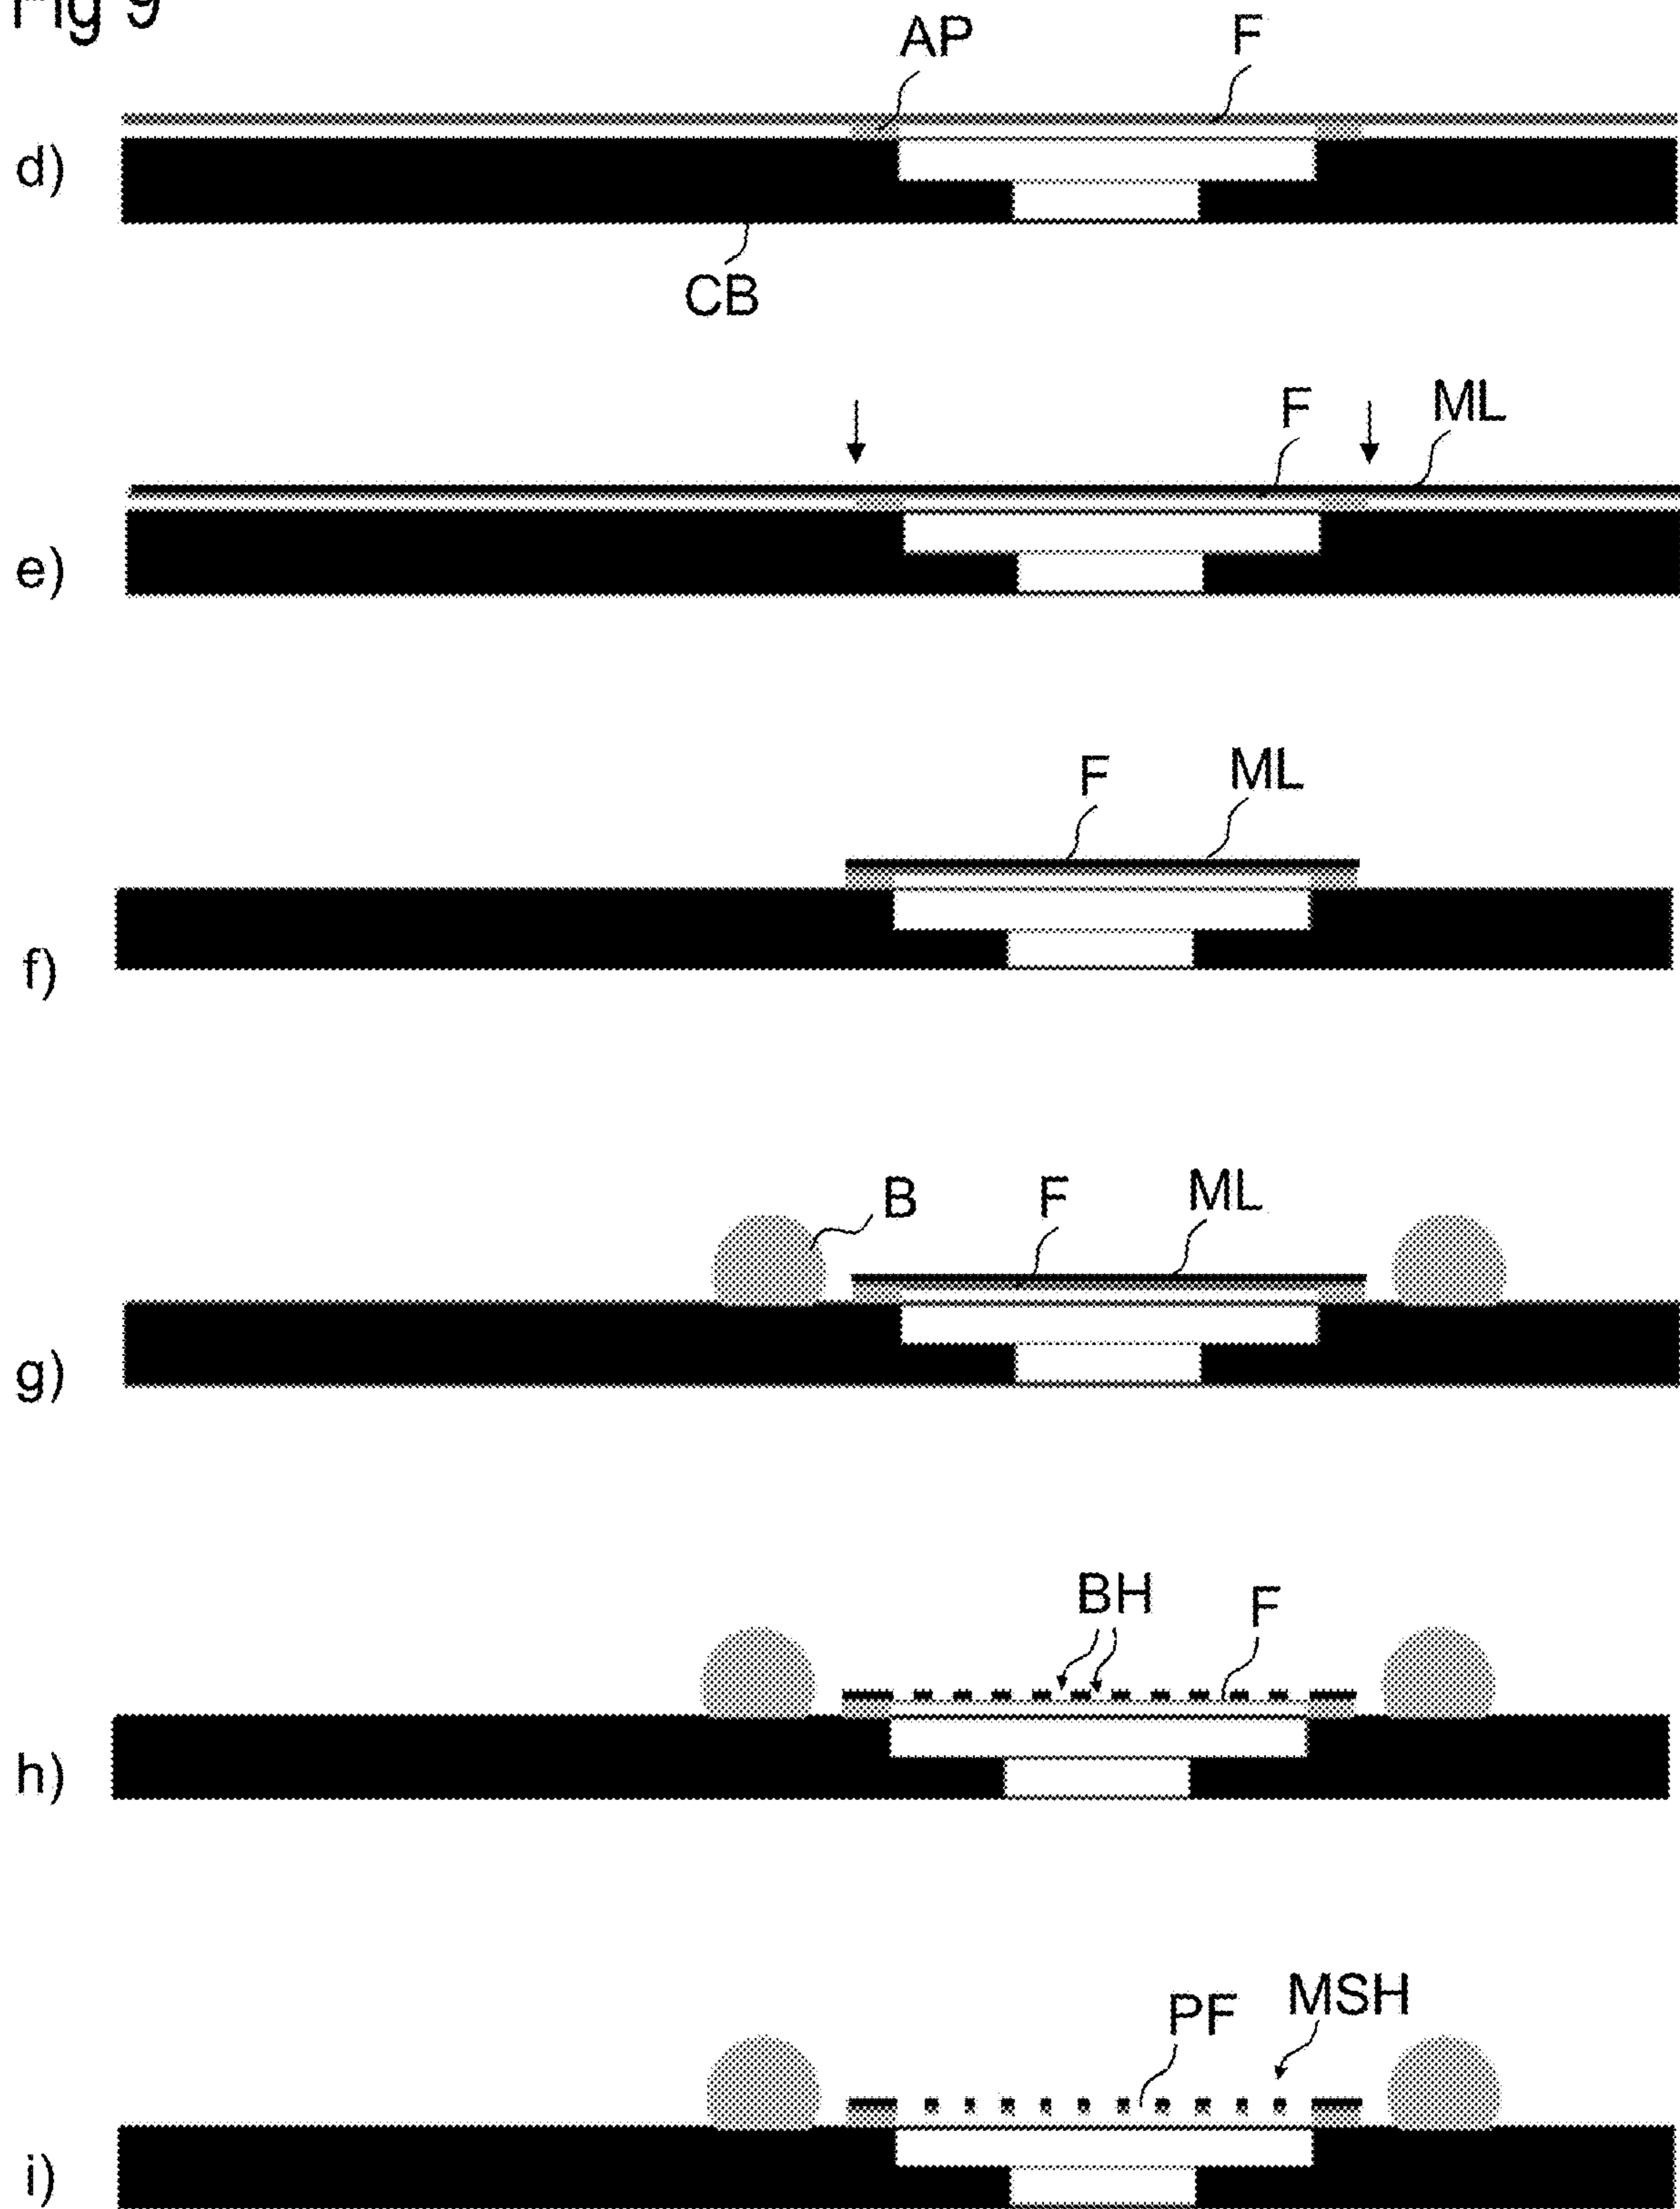 Fig 9
AP F
d)
CB
F ML
e)
F ML
f)
B F ML
g)
BH F
h)
PF MSH
i)